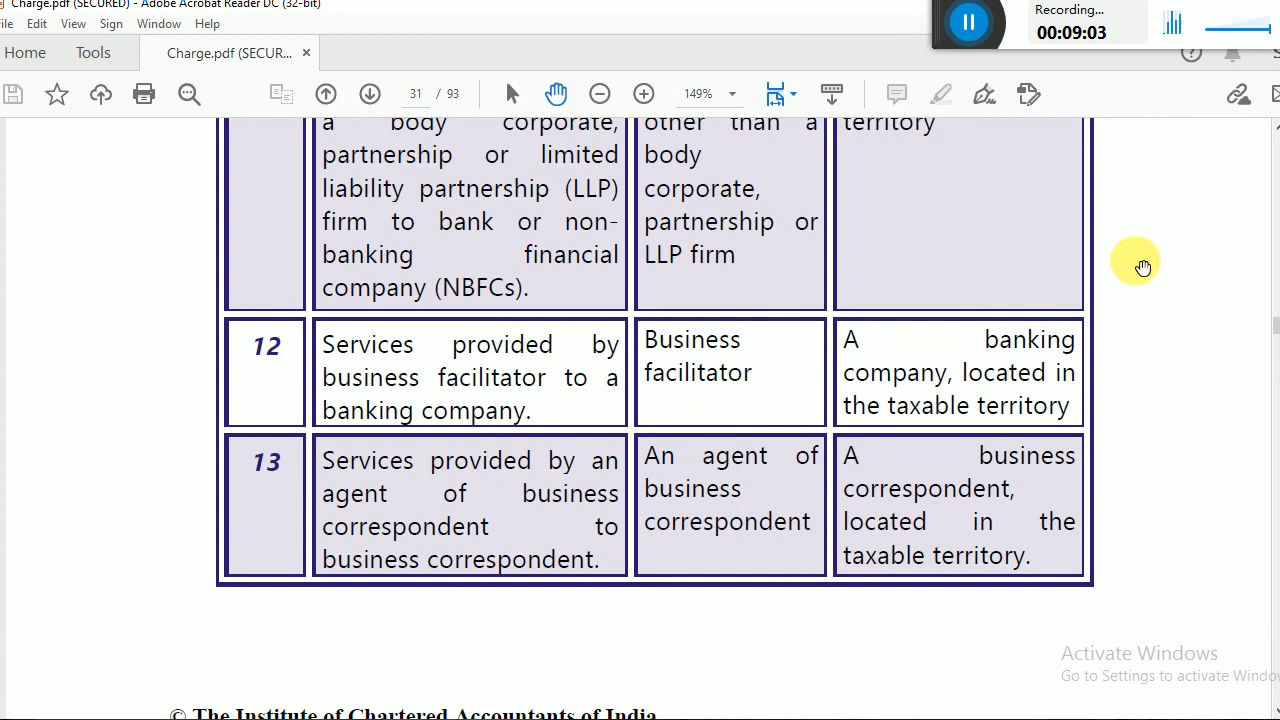 Charge.pdf (SECURED) - Adobe Acrobat Reader DC (32-bit)
File Edit View Sign Window Help
Recording...
00:09:03
Home Tools Charge.pdf (SECUR... ×
31 / 93 149%
a body corporate, other than a territory
partnership or limited body
liability partnership (LLP) corporate,
firm to bank or non- partnership or
banking financial LLP firm
company (NBFCs).
12 Services provided by Business A banking
business facilitator to a facilitator company, located in
banking company. the taxable territory
13 Services provided by an An agent of A business
agent of business business correspondent,
correspondent to correspondent located in the
business correspondent. taxable territory.
Activate Windows
Go to Settings to activate Windo
© The Institute of Chartered Accountants of India